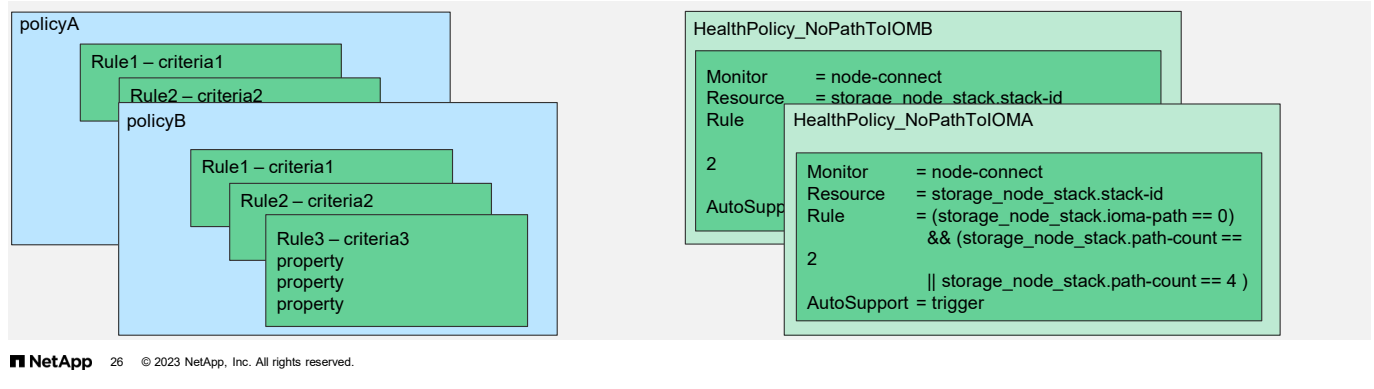 policyA
Rule1 – criteria1
Rule2 – criteria2
policyB
Rule1 – criteria1
Rule2 – criteria2
Rule3 – criteria3
property
property
property
HealthPolicy_NoPathToIOMB
Monitor = node-connect
Resource = storage_node_stack.stack-id
Rule
2
AutoSupp
HealthPolicy_NoPathToIOMA
Monitor = node-connect
Resource = storage_node_stack.stack-id
Rule = (storage_node_stack.ioma-path == 0)
&& (storage_node_stack.path-count ==
2
|| storage_node_stack.path-count == 4 )
AutoSupport = trigger
NetApp 26 © 2023 NetApp, Inc. All rights reserved.